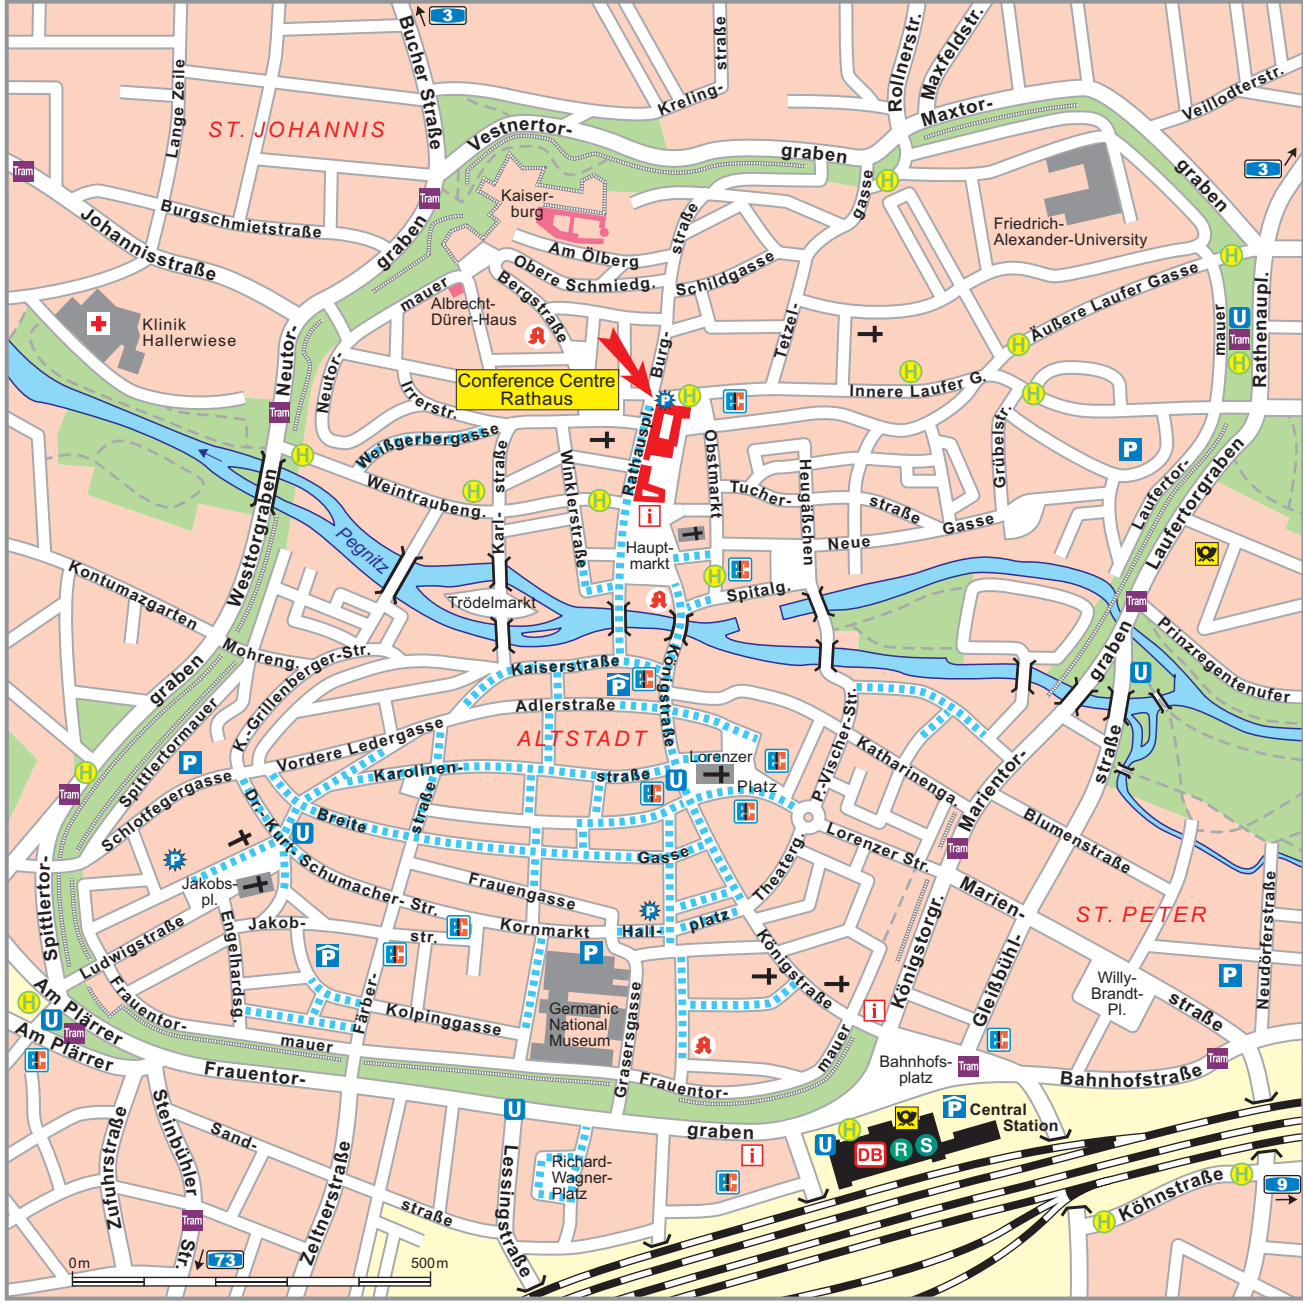 3
Bucher Straße
Lange Zeile
ST. JOHANNIS
Kreling-
straße
Rollnerstr.
Maxfeldstr.
Maxtor-
graben
Veillodterstr.
3
Vestnertor-
graben
Tram
Tram
H
gasse
Kaiser-
burg
Friedrich-
Alexander-University
Johannisstraße
Burgschmietstraße
graben
Am Ölberg
Obere Schmiedg.
Schildgasse
straße
mauer
Bergstraße
Albrecht-
Dürer-Haus
A
Klinik
Hallerwiese
Neutor-
Neutor-
Tetzel-
Äußere Laufer Gasse
H
H
mauer
U
Tram
H
Rathenaupl.
Burg-
Conference Centre
Rathaus
P
H
Innere Laufer G.
H
H
Irrerstr.
Tram
Weißgerbergasse
Rathauspl.
Obstmarkt
Grübelstr.
P
H
Weintraubeng.
H
Karl-
straße
Winklerstraße
H
i
Tucher-
straße
Heugäßchen
Neue
Gasse
Laufertor-
Laufertorgraben
Westtorgraben
Pegnitz
Haupt-
markt
H
Spitalg.
A
Trödelmarkt
Kontumazgarten
Mohreng.
K.-Grillenberger-Str.
Kaiserstraße
P
Königstraße
Adlerstraße
Tram
graben
U
Prinzregentenufer
graben
Spittlertormauer
ALTSTADT
Vordere Ledergasse
Karolinen-
straße
Lorenzer
Platz
U
P.-Vischer-Str.
Katharinenga.
Marientor-
straße
P
H
Tram
Schlotfegergasse
Dr.-Kurt-Schumacher-Str.
U
Breite
Gasse
straße
Theaterg.
Lorenzer Str.
Tram
Blumenstraße
P
Jakobs-
pl.
Spittlertor-
Frauengasse
Kornmarkt
P
Hall-
platz
Marien-
straße
ST. PETER
Ludwigstraße
Engelhardsg.
Jakob-
str.
P
Färber-
P
Königstraße
Königstorgr.
Gleißbühl-
Willy-
Brandt-
Pl.
P
Neudörferstraße
Frauentor-
mauer
Kolpinggasse
Germanic
National
Museum
Grasersgasse
A
i
mauer
H
U
Tram
Am Plärrer
Am Plärrer
Frauentor-
graben
Frauentor-
Bahnhofs-
platz
Tram
Bahnhofstraße
Tram
U
P
Central
Station
H
U
DB
R
S
i
Zufuhrstraße
Steinbühler
Str.
Sand-
straße
Zeltnerstraße
Lessingstraße
Richard-
Wagner-
Platz
Köhnstraße
H
H
9
Tram
73
0m
500m